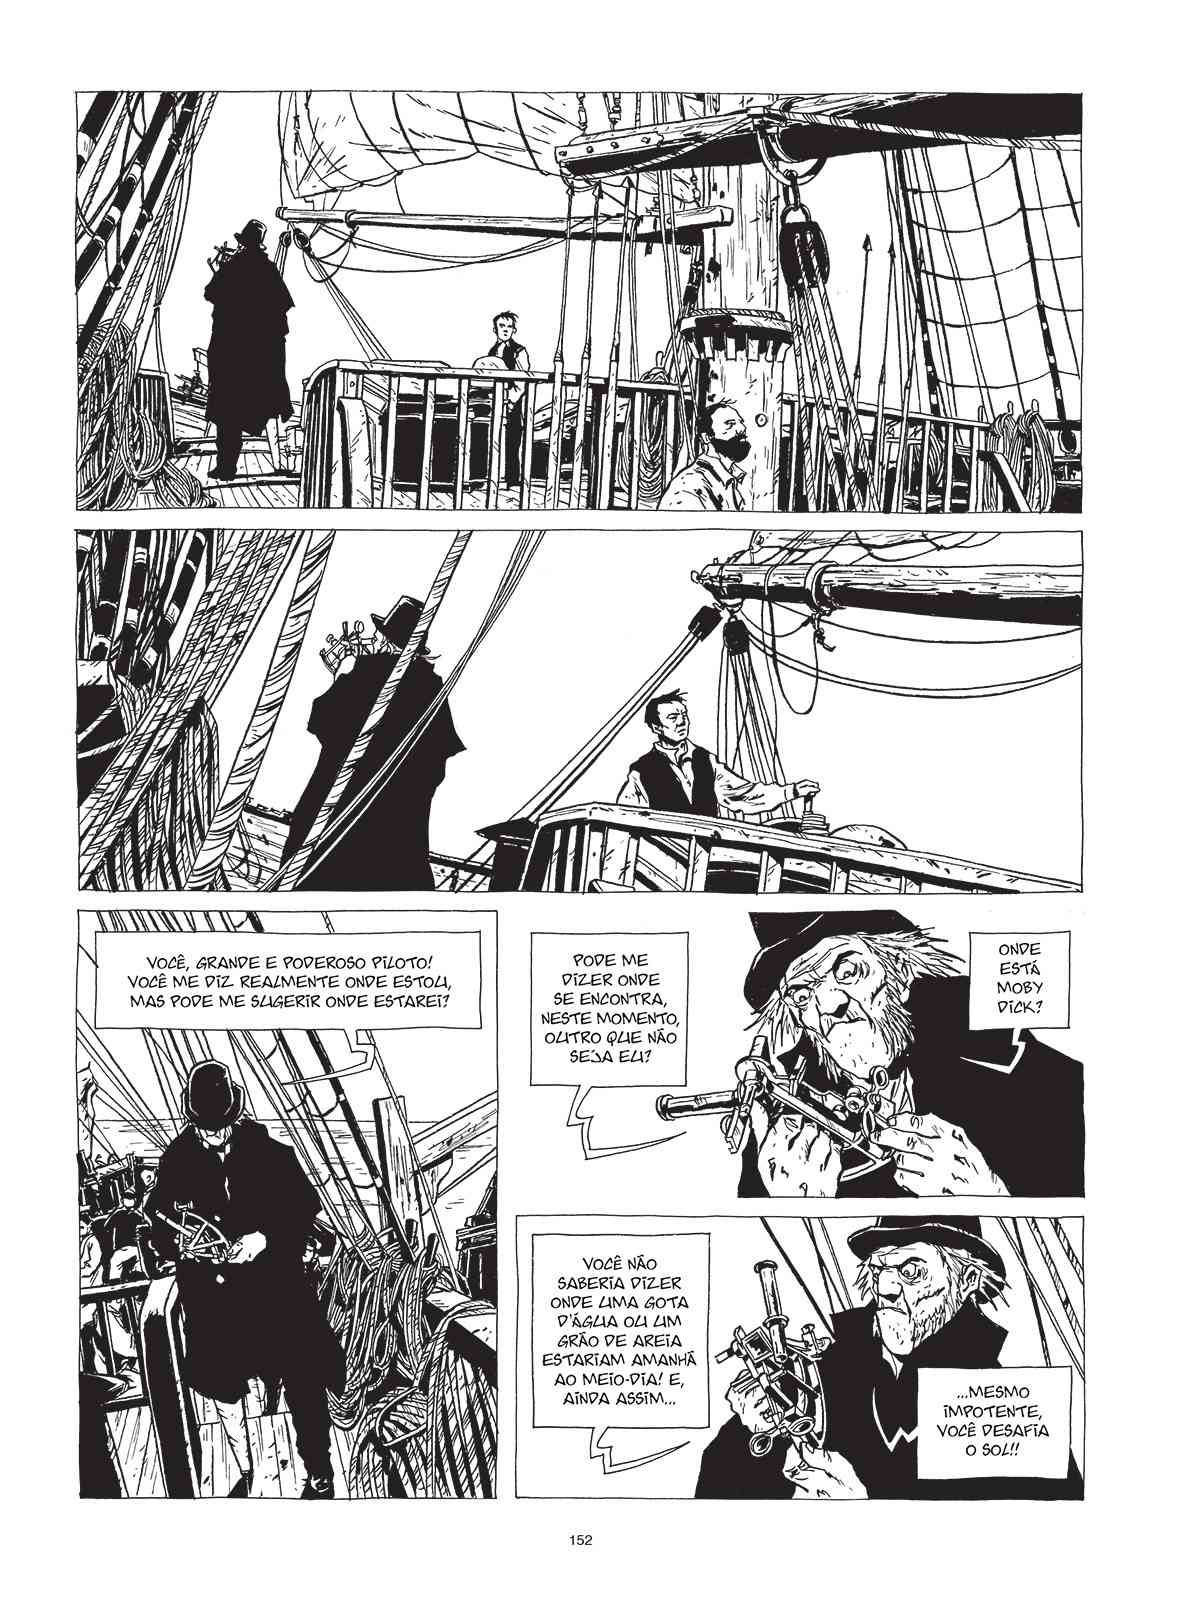 VOCÊ, GRANDE E PODEROSO PILOTO!
VOCÊ ME DIZ REALMENTE ONDE ESTOU,
MAS PODE ME SUGERIR ONDE ESTAREI?
PODE ME
DIZER ONDE
SE ENCONTRA,
NESTE MOMENTO,
OUTRO QUE NÃO
SEJA EU?
ONDE
ESTÁ
MOBY
DICK?
VOCÊ NÃO
SABERIA DIZER
ONDE UMA GOTA
D'ÁGUA OU UM
GRÃO DE AREIA
ESTARIAM AMANHÃ
AO MEIO-DIA! E,
AINDA ASSIM...
...MESMO
IMPOTENTE,
VOCÊ DESAFIA
O SOL!!
152